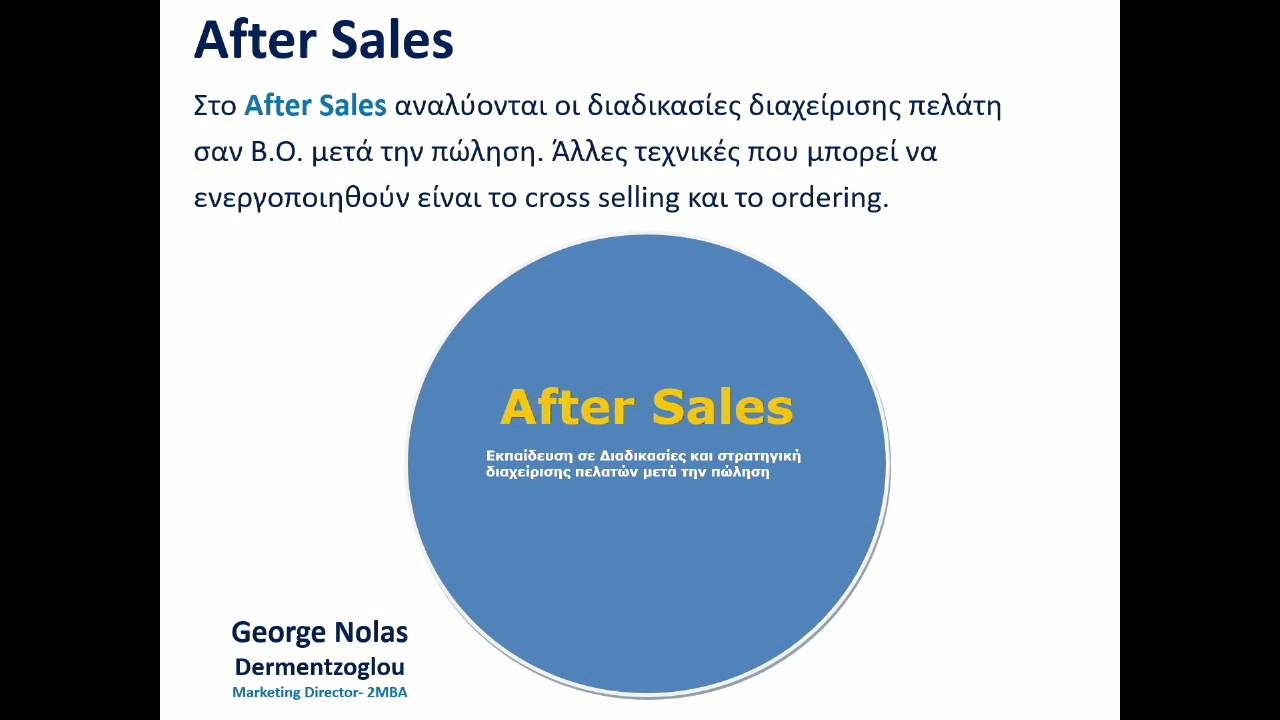 After Sales
Στο After Sales αναλύονται οι διαδικασίες διαχείρισης πελάτη
σαν B.O. μετά την πώληση. Άλλες τεχνικές που μπορεί να
ενεργοποιηθούν είναι το cross selling και το ordering.
After Sales
Εκπαίδευση σε Διαδικασίες και στρατηγική
διαχείρισης πελατών μετά την πώληση
George Nolas
Dermentzoglou
Marketing Director- 2MBA